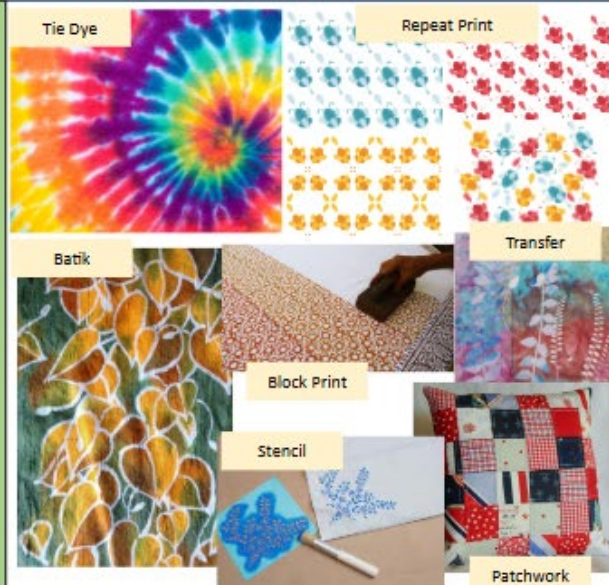 Tie Dye
Repeat Print
Batik
Transfer
Block Print
Stencil
Patchwork